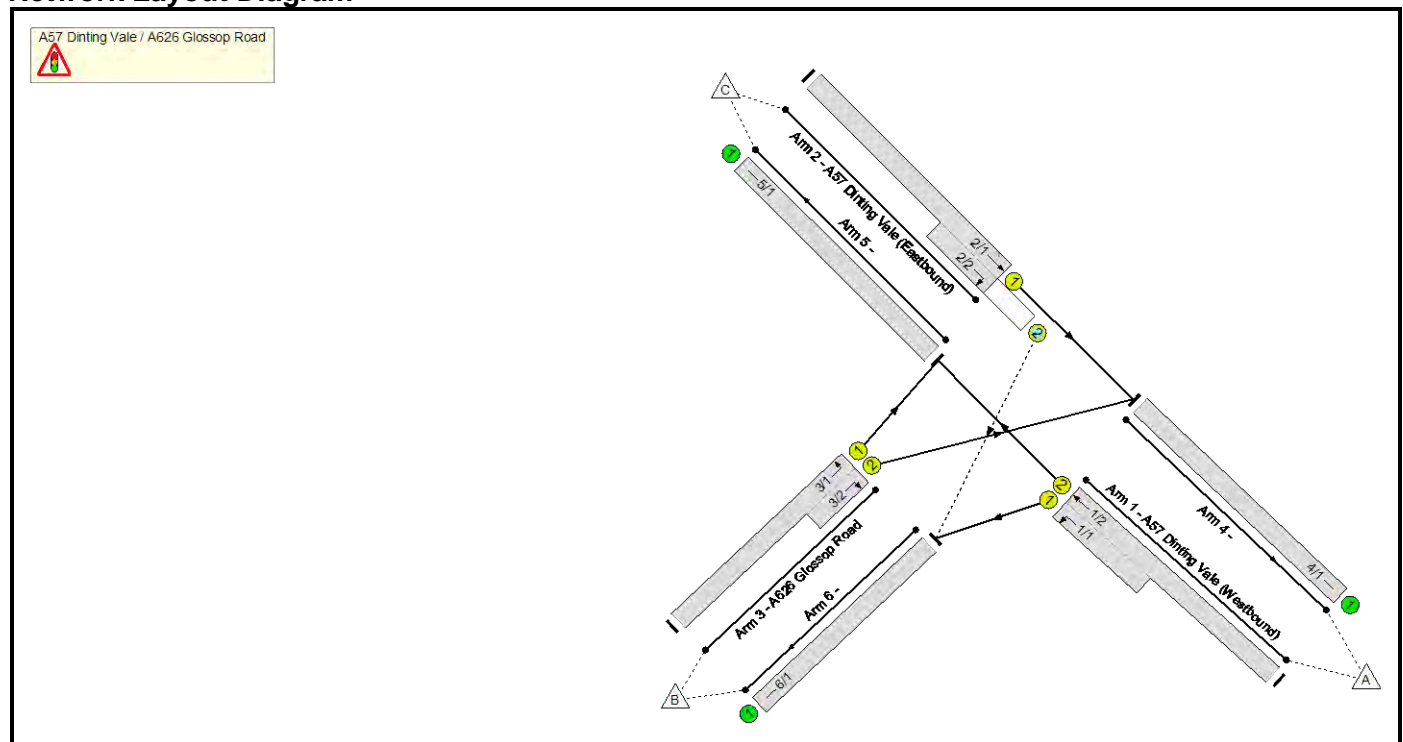 Network Layout Diagram
A57 Dinting Vale / A626 Glossop Road
C
1
5/1
Arm 5 -
Arm 2 - A57 Dinting Vale (Eastbound)
2/1
2/2
1
2
1
2
3/1
3/2
Arm 3 - A626 Glossop Road
Arm 6 -
6/1
1
B
2
1
1/2
1/1
Arm 1 - A57 Dinting Vale (Westbound)
Arm 4 -
4/1
1
A